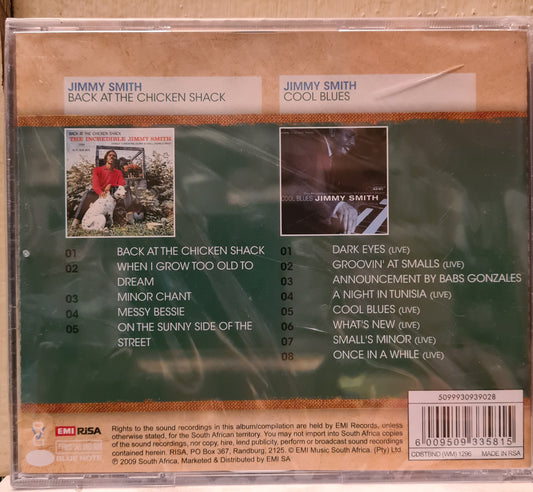 JIMMY SMITH
BACK AT THE CHICKEN SHACK
JIMMY SMITH
COOL BLUES
BACK AT THE CHICKEN SHACK
THE INCREDIBLE JIMMY SMITH
COOL BLUES JIMMY SMITH
01 BACK AT THE CHICKEN SHACK
02 WHEN I GROW TOO OLD TO
DREAM
03 MINOR CHANT
04 MESSY BESSIE
05 ON THE SUNNY SIDE OF THE
STREET
01 DARK EYES (LIVE)
02 GROOVIN' AT SMALLS (LIVE)
03 ANNOUNCEMENT BY BABS GONZALES
04 A NIGHT IN TUNISIA (LIVE)
05 COOL BLUES (LIVE)
06 WHAT'S NEW (LIVE)
07 SMALL'S MINOR (LIVE)
08 ONCE IN A WHILE (LIVE)
EMI RiSA
BLUE NOTE
Rights to the sound recordings in this album/compilation are held by EMI Records, unless
otherwise stated, for the South African territory. You may not import into South Africa copies
of the sound recordings, nor copy, hire, lend publicly, perform or broadcast sound recordings
contained herein. RISA, PO Box 367, Randburg, 2125. © EMI Music South Africa. (Pty) Ltd.
© 2009 South Africa, Marketed & Distributed by EMI SA
5099930939028
6 009509 335815
CDSTBND (WM) 1296 MADE IN RSA